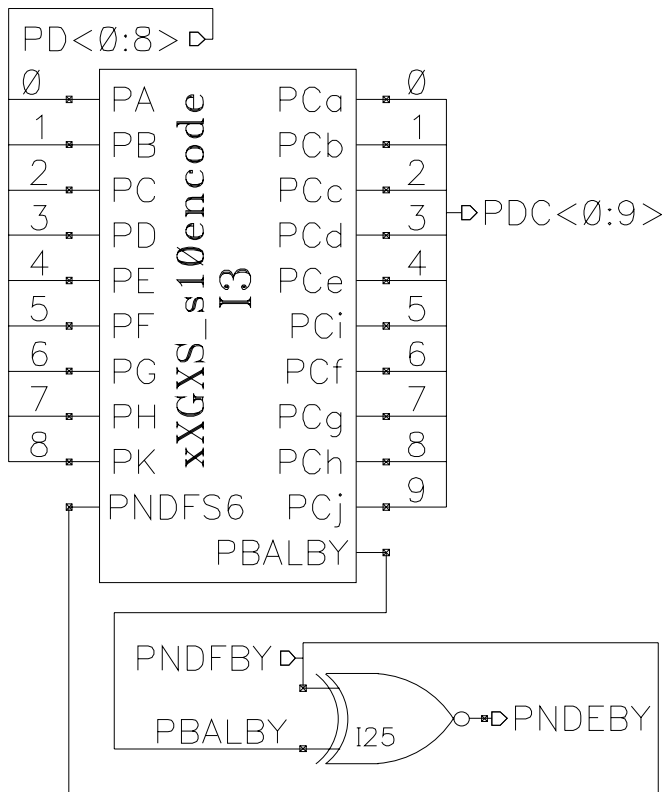 PD<0:8>
0 PA PCa 0
1 PB PCb 1
2 PC PCc 2
3 PD PCd 3
PDC<0:9>
4 PE PCe 4
5 PF PCi 5
6 PG PCf 6
7 PH PCg 7
8 PK PCh 8
PNDFS6 PCj 9
PBALBY
xXGXS_s10encode
I3
PNDFBY
PBALBY
I25
PNDEBY